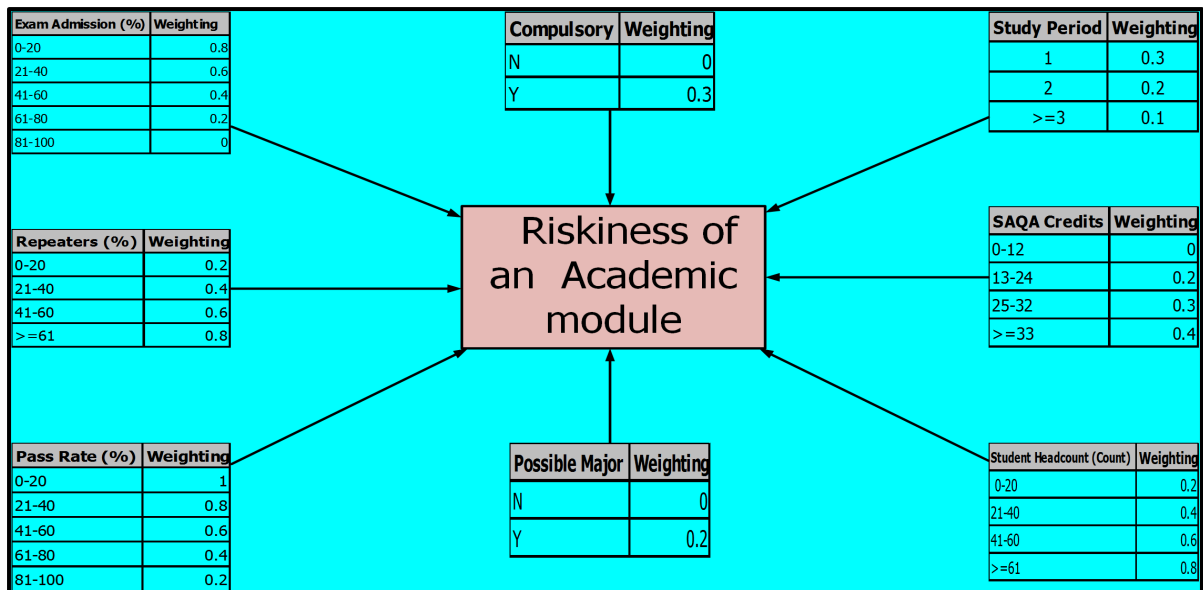 Exam Admission (%) Weighting
0-20 0.8
21-40 0.6
41-60 0.4
61-80 0.2
81-100 0
Compulsory Weighting
N 0
Y 0.3
Study Period Weighting
1 0.3
2 0.2
>=3 0.1
Repeaters (%) Weighting
0-20 0.2
21-40 0.4
41-60 0.6
>=61 0.8
Riskiness of
an Academic
module
SAQA Credits Weighting
0-12 0
13-24 0.2
25-32 0.3
>=33 0.4
Pass Rate (%) Weighting
0-20 1
21-40 0.8
41-60 0.6
61-80 0.4
81-100 0.2
Possible Major Weighting
N 0
Y 0.2
Student Headcount (Count) Weighting
0-20 0.2
21-40 0.4
41-60 0.6
>=61 0.8